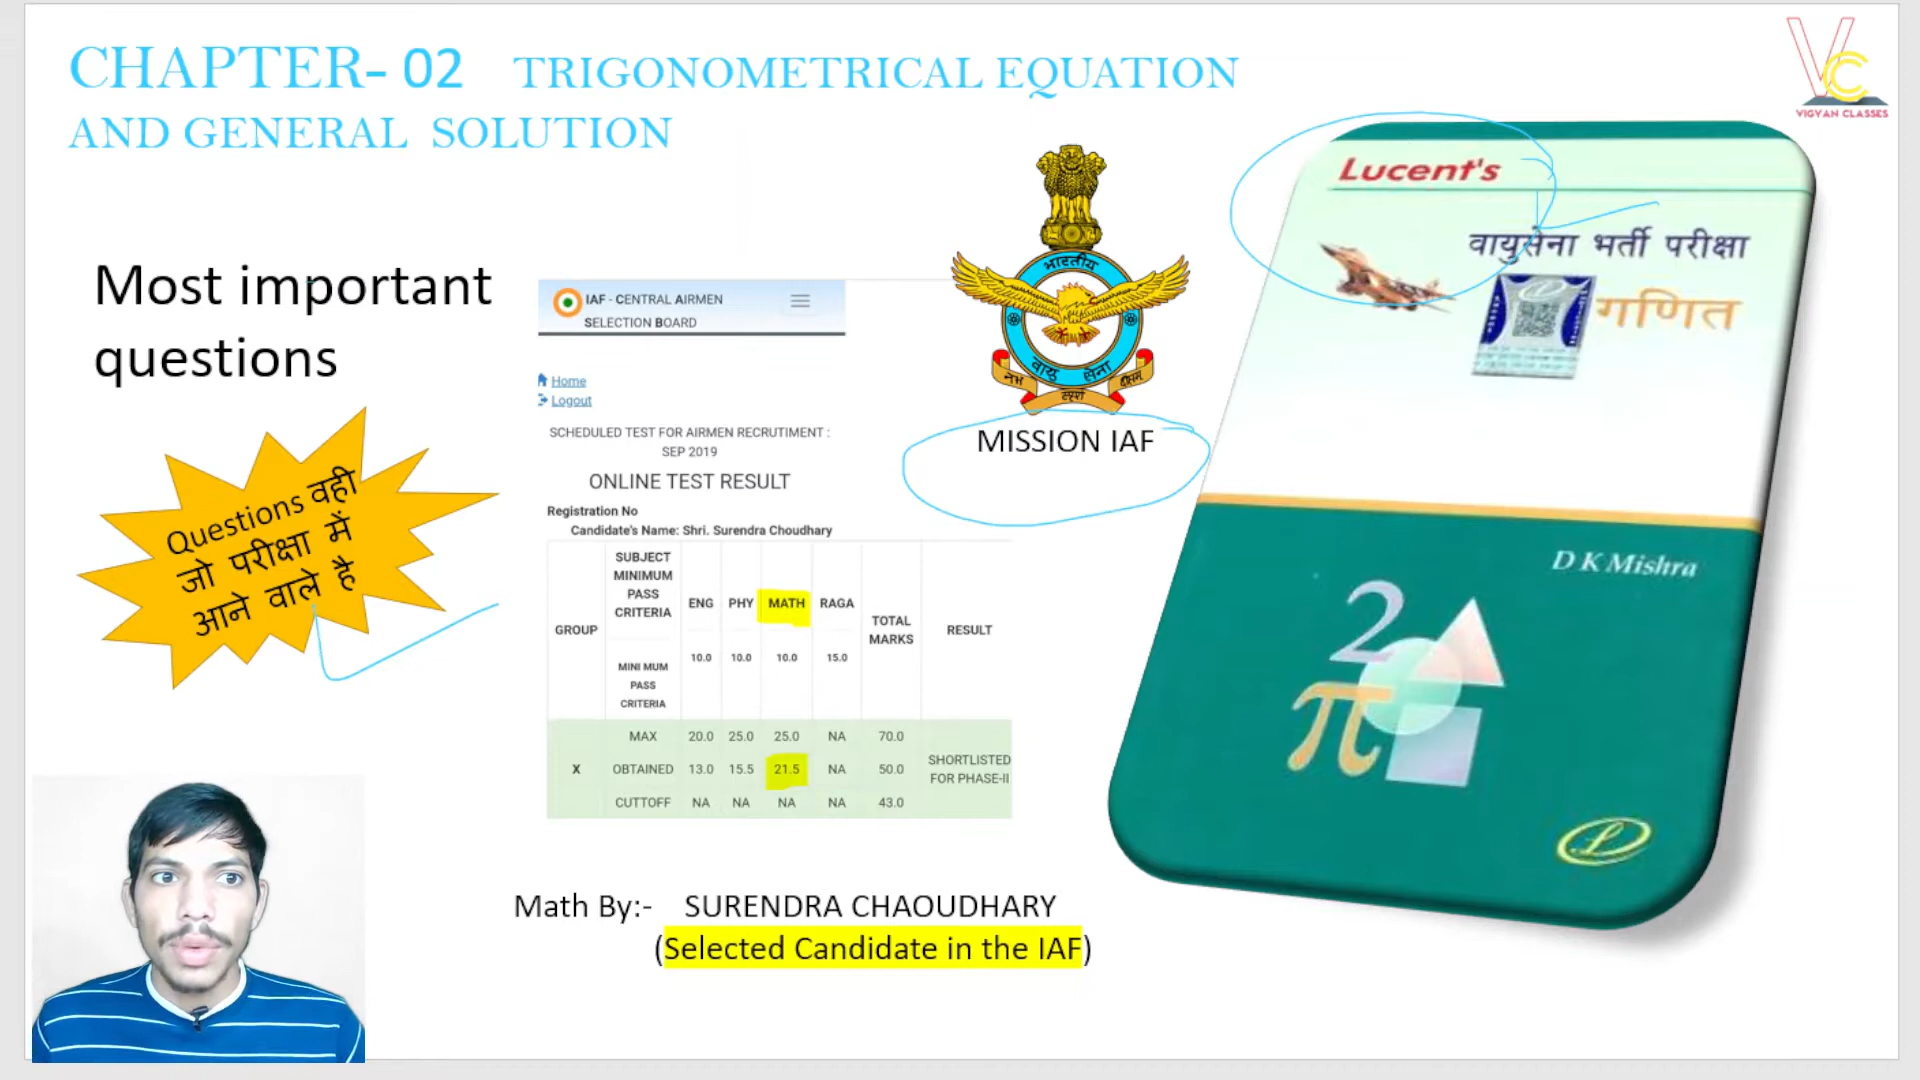 CHAPTER- 02 TRIGONOMETRICAL EQUATION
AND GENERAL SOLUTION
VC
VIGYAN CLASSES
Most important
questions
Questions वही
जो परीक्षा में
आने वाले है
IAF - CENTRAL AIRMEN
SELECTION BOARD
Home
Logout
SCHEDULED TEST FOR AIRMEN RECRUTIMENT :
SEP 2019
ONLINE TEST RESULT
Registration No
Candidate's Name: Shri. Surendra Choudhary
GROUP
SUBJECT
MINIMUM
PASS
CRITERIA
ENG PHY MATH RAGA
TOTAL
MARKS
RESULT
MINI MUM
PASS
CRITERIA
10.0 10.0 10.0 15.0
MAX 20.0 25.0 25.0 NA 70.0
X OBTAINED 13.0 15.5 21.5 NA 50.0
SHORTLISTED
FOR PHASE-II
CUTTOFF NA NA NA NA 43.0
भारतीय
वायु सेना
नभः स्पृशं दीप्तम्
MISSION IAF
Lucent's
वायुसेना भर्ती परीक्षा
गणित
D K Mishra
2
π
L
Math By:- SURENDRA CHAOUDHARY
(Selected Candidate in the IAF)